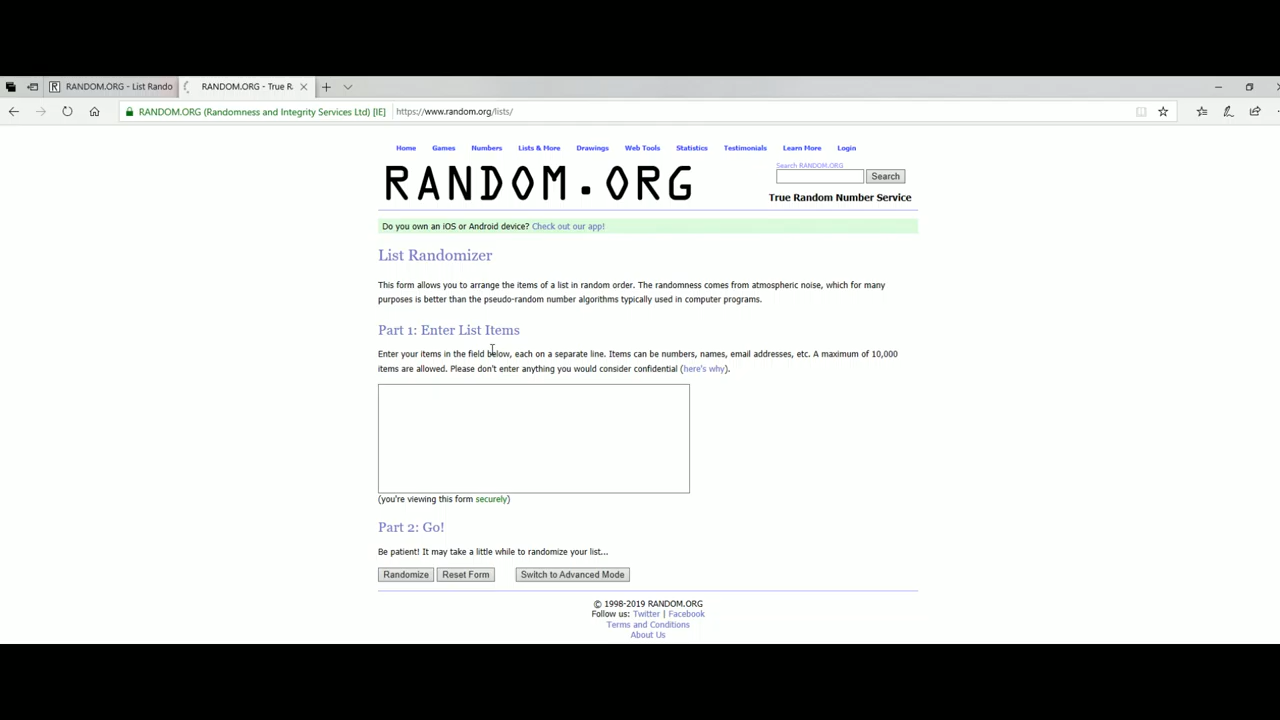 RANDOM.ORG - List Rando
RANDOM.ORG - True R
RANDOM.ORG (Randomness and Integrity Services Ltd) [IE]
https://www.random.org/lists/
Home Games Numbers Lists & More Drawings Web Tools Statistics Testimonials Learn More Login
RANDOM.ORG
Search RANDOM.ORG
Search
True Random Number Service
Do you own an iOS or Android device? Check out our app!
List Randomizer
This form allows you to arrange the items of a list in random order. The randomness comes from atmospheric noise, which for many
purposes is better than the pseudo-random number algorithms typically used in computer programs.
Part 1: Enter List Items
Enter your items in the field below, each on a separate line. Items can be numbers, names, email addresses, etc. A maximum of 10,000
items are allowed. Please don't enter anything you would consider confidential (here's why).
(you're viewing this form securely)
Part 2: Go!
Be patient! It may take a little while to randomize your list...
Randomize Reset Form Switch to Advanced Mode
© 1998-2019 RANDOM.ORG
Follow us: Twitter | Facebook
Terms and Conditions
About Us